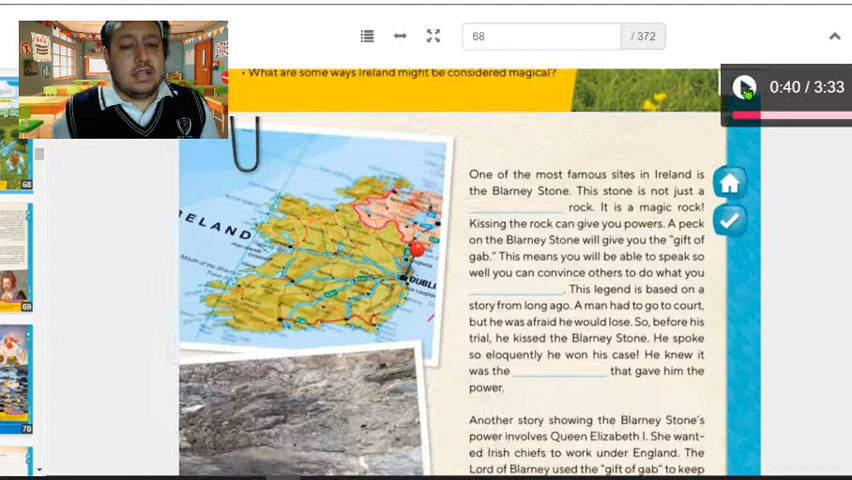 68
/ 372
• What are some ways Ireland might be considered magical?
0:40 / 3:33
68
69
70
IRELAND
DUBL
One of the most famous sites in Ireland is
the Blarney Stone. This stone is not just a
rock. It is a magic rock!
Kissing the rock can give you powers. A peck
on the Blarney Stone will give you the "gift of
gab." This means you will be able to speak so
well you can convince others to do what you
. This legend is based on a
story from long ago. A man had to go to court,
but he was afraid he would lose. So, before his
trial, he kissed the Blarney Stone. He spoke
so eloquently he won his case! He knew it
was the that gave him the
power.
Another story showing the Blarney Stone's
power involves Queen Elizabeth I. She want-
ed Irish chiefs to work under England. The
Lord of Blarney used the "gift of gab" to keep